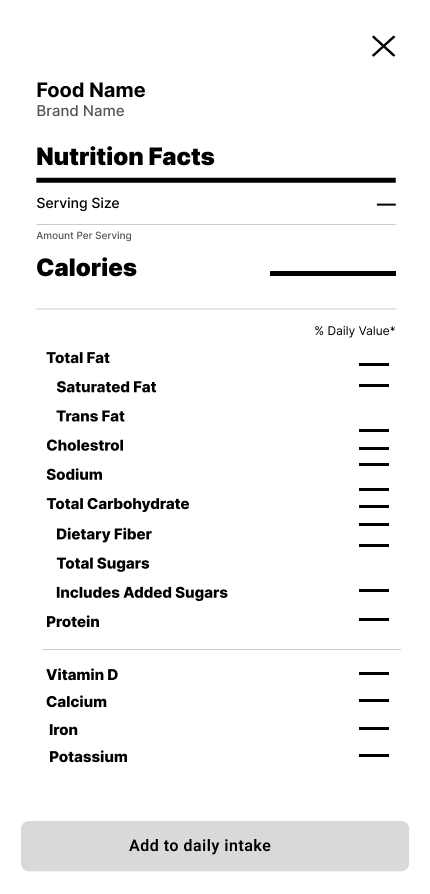 Food Name
Brand Name
Nutrition Facts
Serving Size
Amount Per Serving
Calories
% Daily Value*
Total Fat
Saturated Fat
Trans Fat
Cholestrol
Sodium
Total Carbohydrate
Dietary Fiber
Total Sugars
Includes Added Sugars
Protein
Vitamin D
Calcium
Iron
Potassium
Add to daily intake